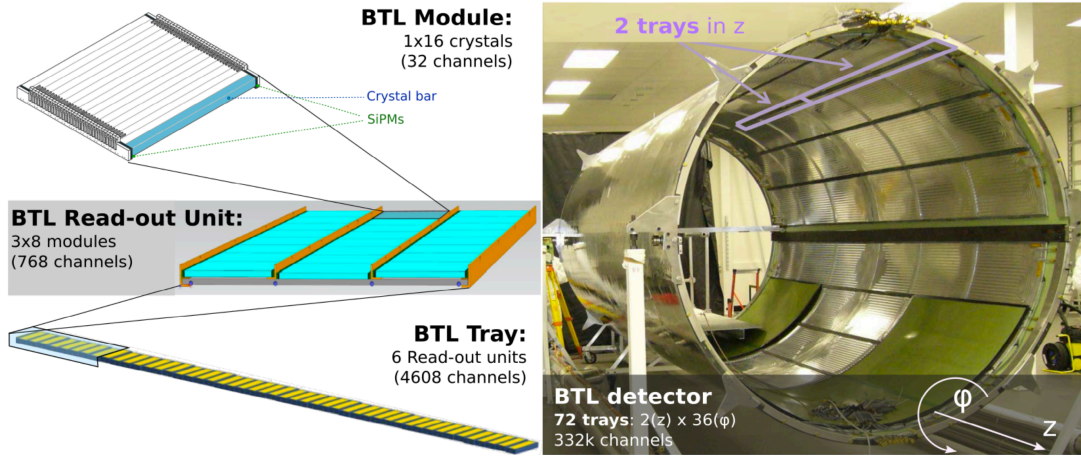 BTL Module:
1x16 crystals
(32 channels)
Crystal bar
SiPMs
BTL Read-out Unit:
3x8 modules
(768 channels)
BTL Tray:
6 Read-out units
(4608 channels)
2 trays in z
BTL detector
72 trays: 2(z) x 36(φ)
332k channels
φ
z